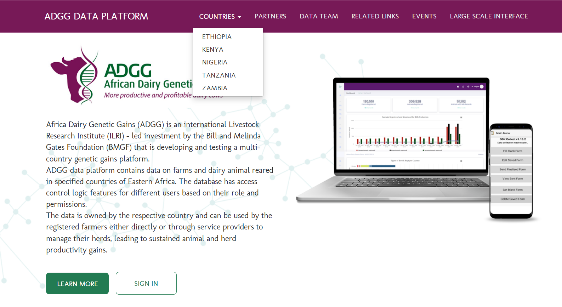 ADGG DATA PLATFORM
COUNTRIES
PARTNERS
DATA TEAM
RELATED LINKS
EVENTS
LARGE SCALE INTERFACE
ETHIOPIA
KENYA
NIGERIA
TANZANIA
ZAMBIA
ADGG
African Dairy Genetic
More productive and profitable
Africa Dairy Genetic Gains (ADGG) is an international Livestock
Research Institute (ILRI) - led investment by the Bill and Melinda
Gates Foundation (BMGF) that is developing and testing a multi-
country genetic gains platform.
ADGG data platform contains data on farms and dairy animal reared
in specified countries of Eastern Africa. The database has access
control logic features for different users based on their role and
permissions.
The data is owned by the respective country and can be used by the
registered farmers either directly or through service providers to
manage their herds, leading to sustained animal and herd
productivity gains.
LEARN MORE
SIGN IN